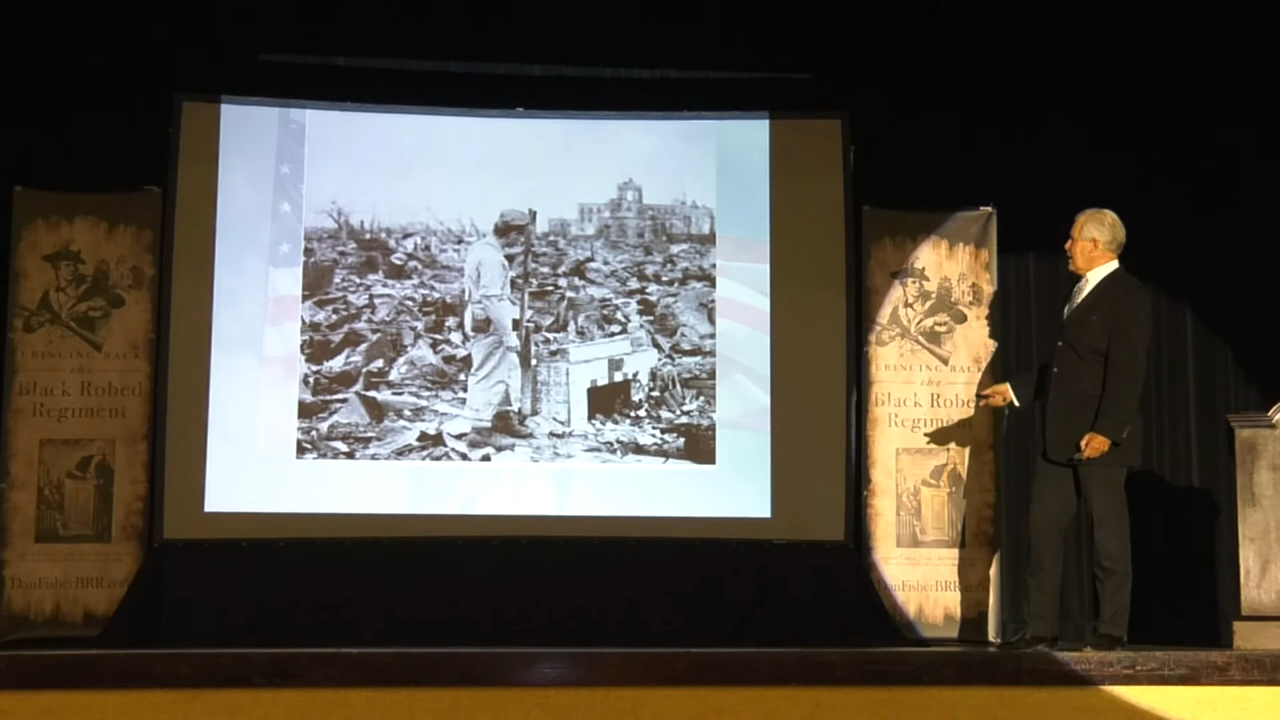 BRINGING BACK
the
Black Robed
Regiment
DanFisherBRR.com
BRINGING BACK
the
Black Robed
Regiment
DanFisherBRR.com